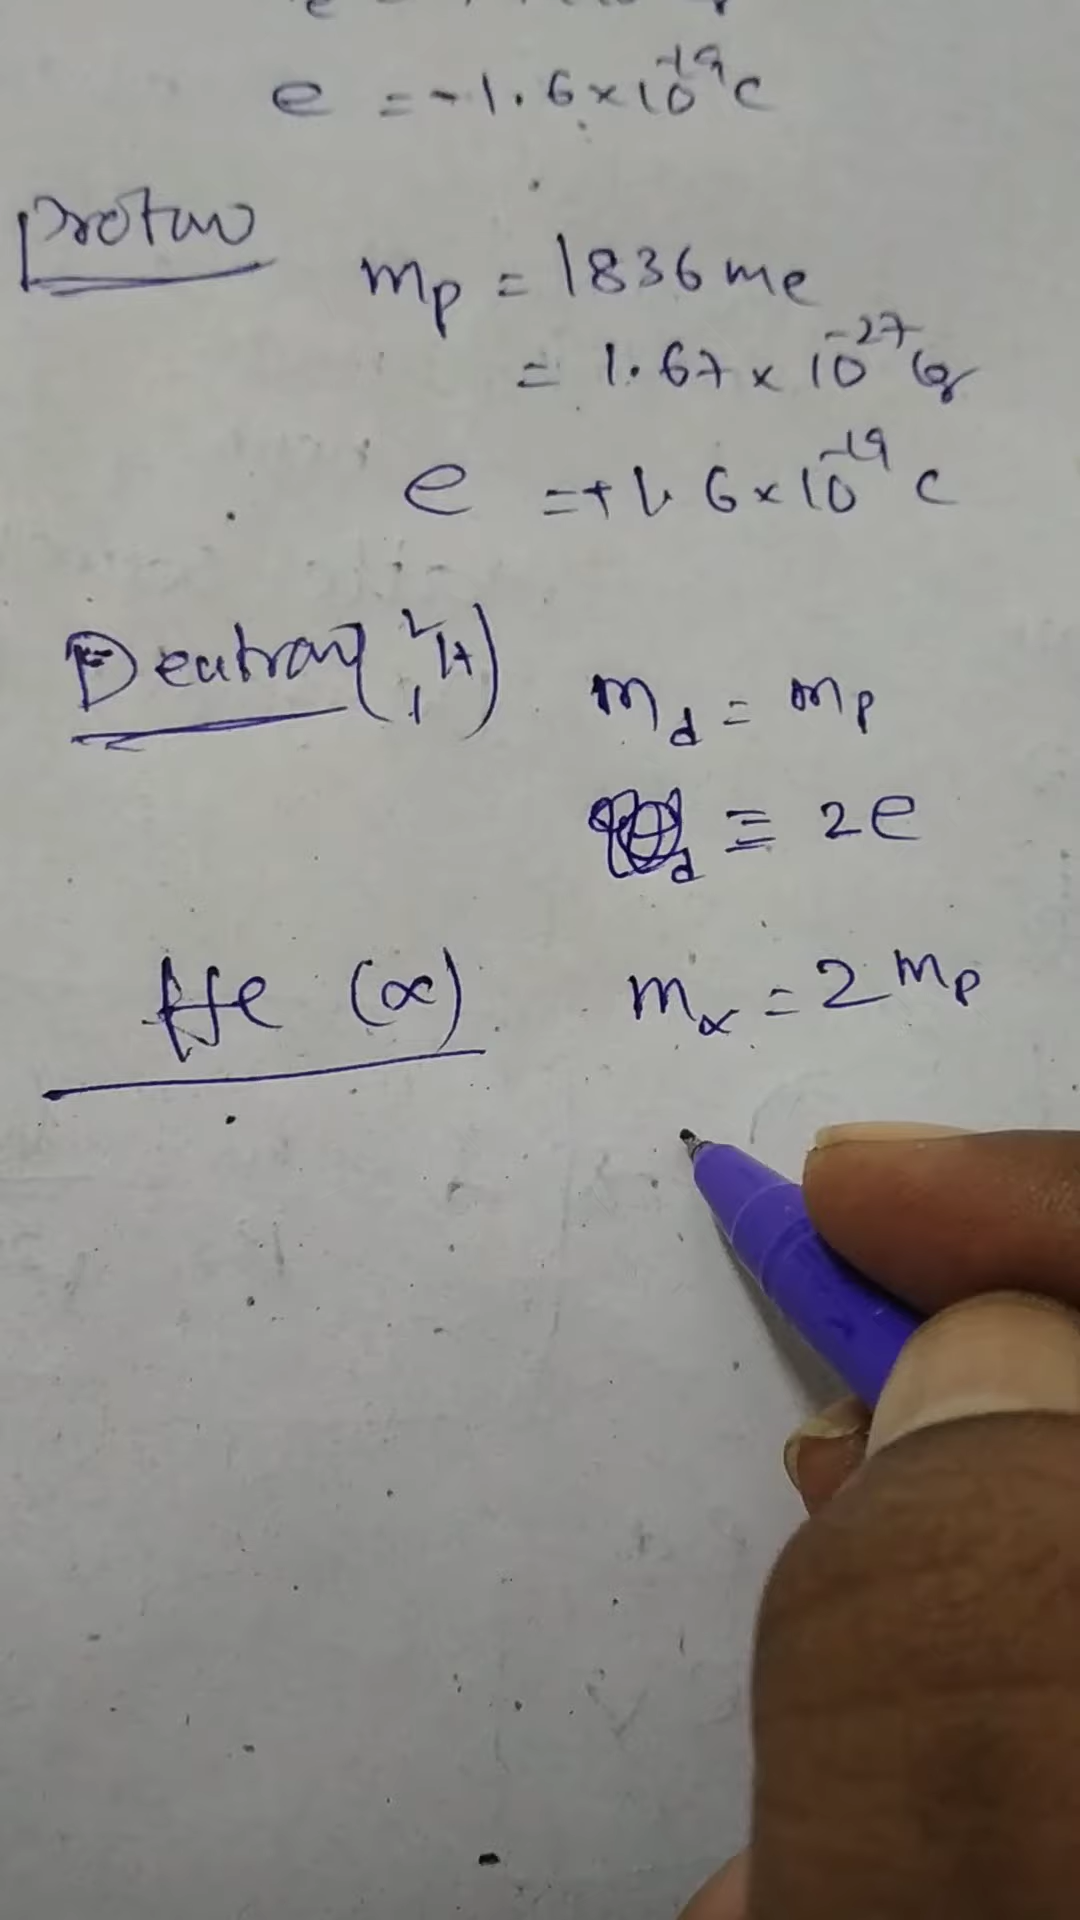 e = -1.6×10⁻¹⁹c
Proton
mp = 1836 me
= 1.67 × 10⁻²⁷ kg
e = +1.6×10⁻¹⁹ c
Deutron(²₁H) md = mp
d = 2e
He (α) mα = 2 mp